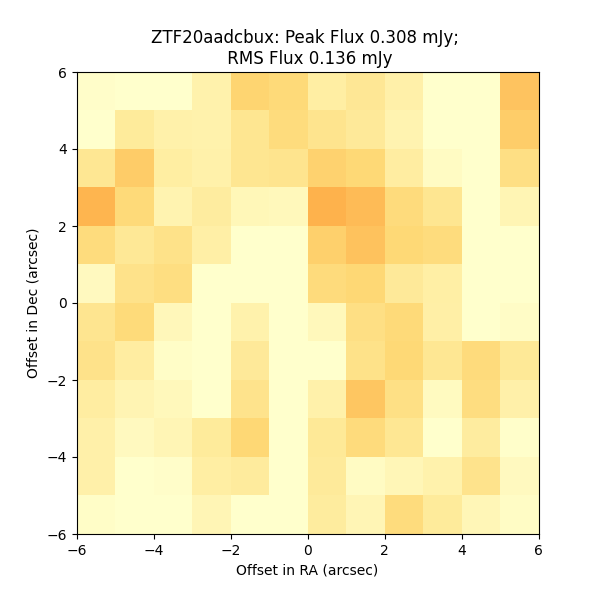 ZTF20aadcbux: Peak Flux 0.308 mJy;
RMS Flux 0.136 mJy
6
4
2
0
−2
−4
−6
Offset in Dec (arcsec)
−6 −4 −2 0 2 4 6
Offset in RA (arcsec)